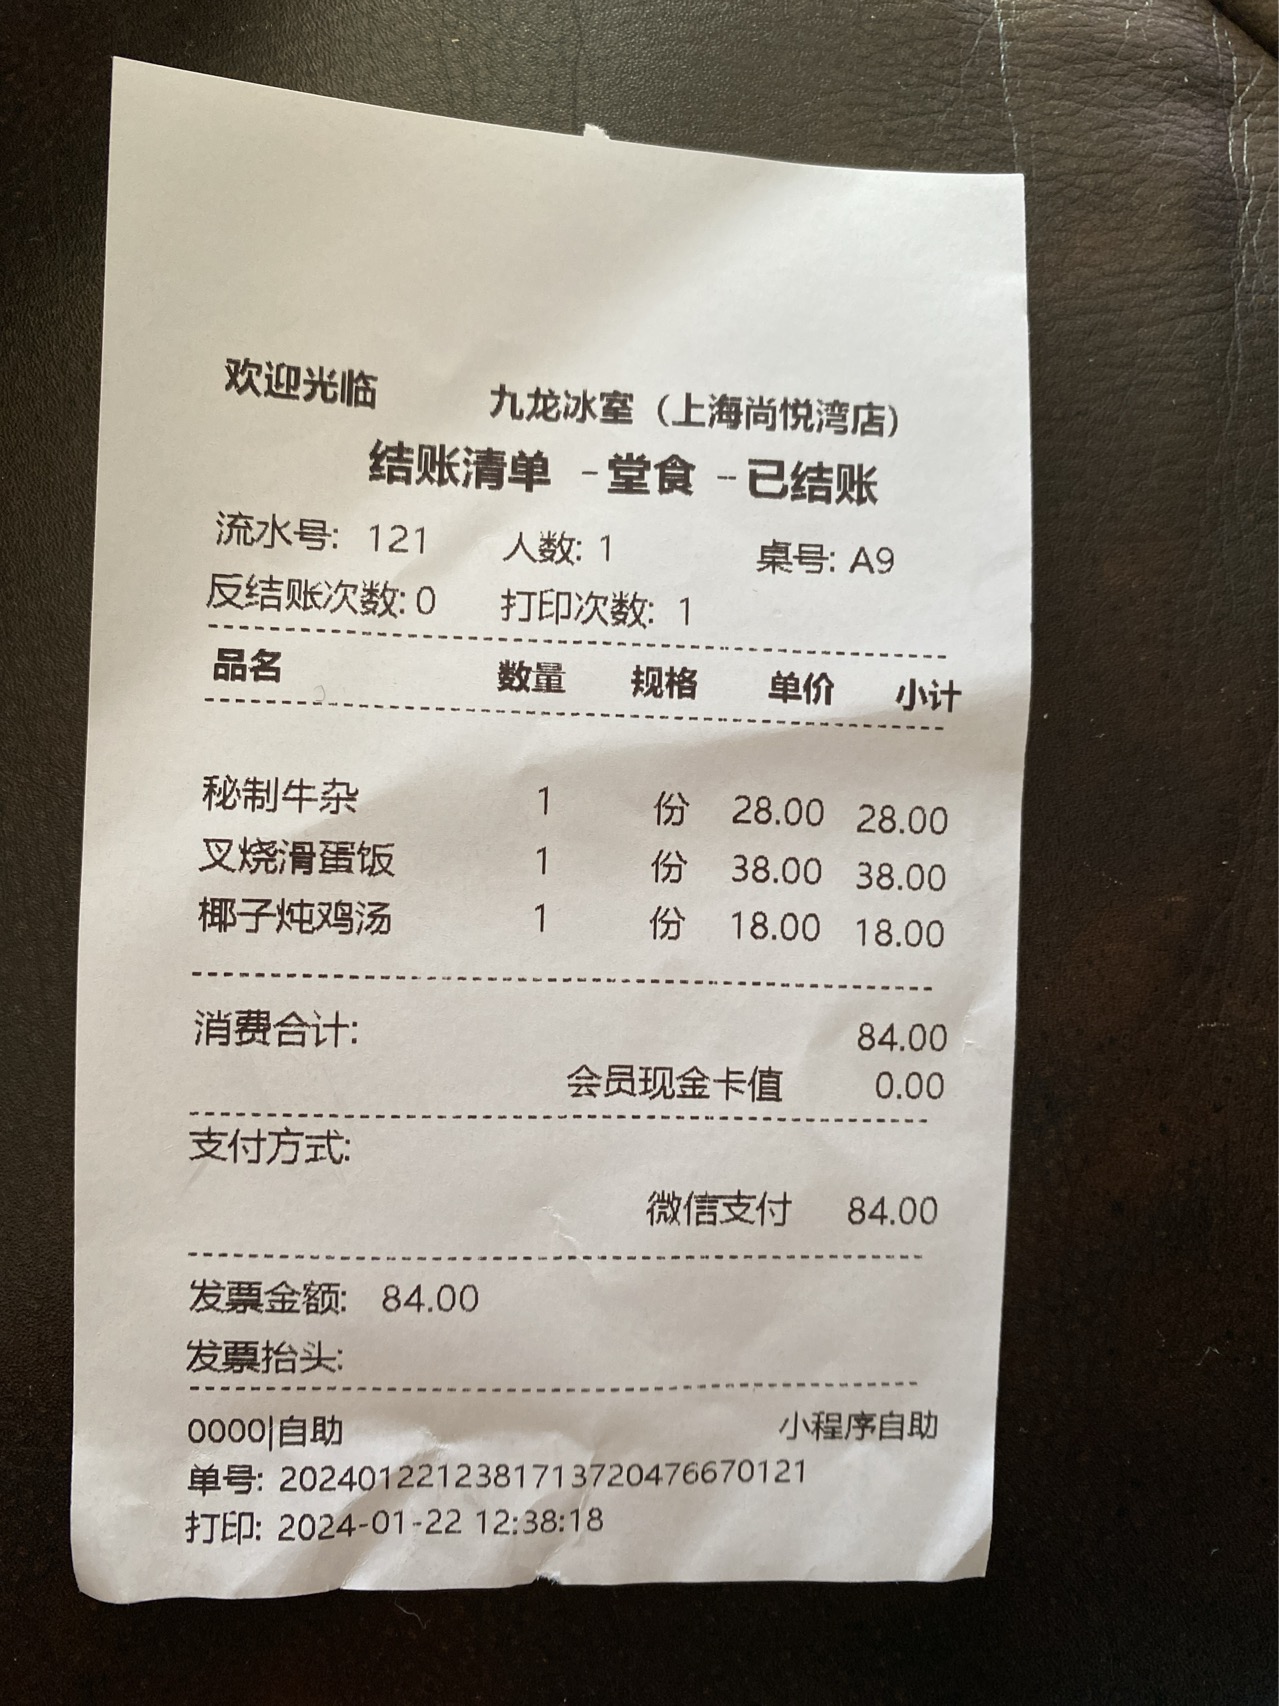 欢迎光临 九龙冰室（上海尚悦湾店）
结账清单 -堂食 -已结账
流水号: 121 人数: 1 桌号: A9
反结账次数: 0 打印次数: 1
品名 数量 规格 单价 小计
秘制牛杂 1 份 28.00 28.00
叉烧滑蛋饭 1 份 38.00 38.00
椰子炖鸡汤 1 份 18.00 18.00
消费合计: 84.00
会员现金卡值 0.00
支付方式:
微信支付 84.00
发票金额: 84.00
发票抬头:
0000|自助 小程序自助
单号: 2024012212381713720476670121
打印: 2024-01-22 12:38:18